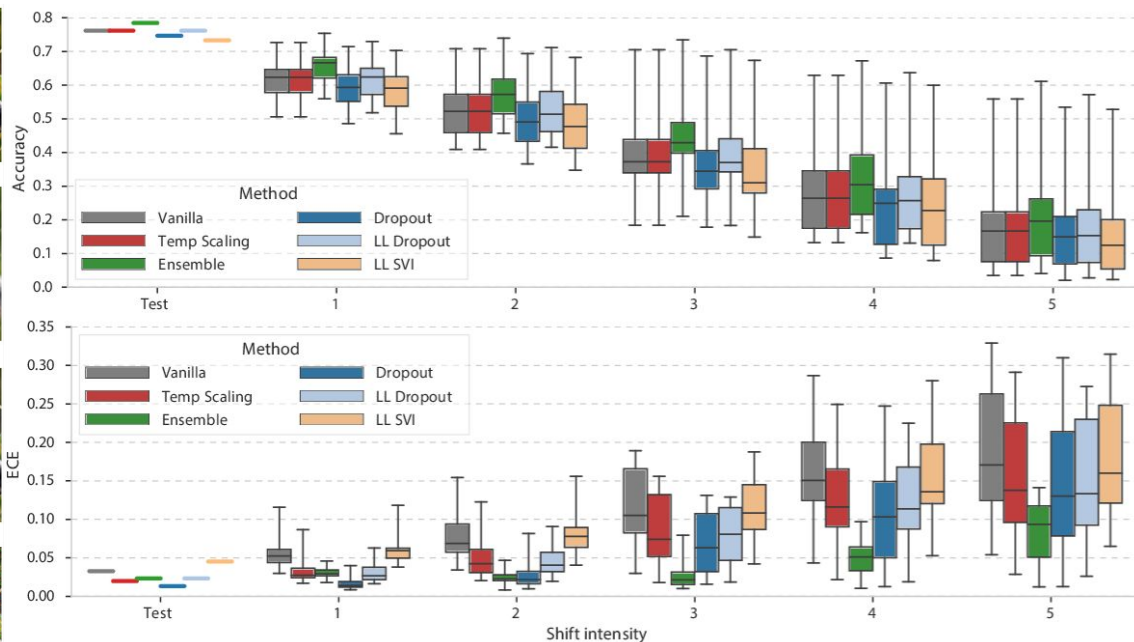 0.8
0.7
0.6
0.5
0.4
0.3
0.2
0.1
0.0
Accuracy
Method
Vanilla
Dropout
Temp Scaling
LL Dropout
Ensemble
LL SVI
Test 1 2 3 4 5
0.35
0.30
0.25
0.20
0.15
0.10
0.05
0.00
ECE
Method
Vanilla
Dropout
Temp Scaling
LL Dropout
Ensemble
LL SVI
Test 1 2 3 4 5
Shift intensity